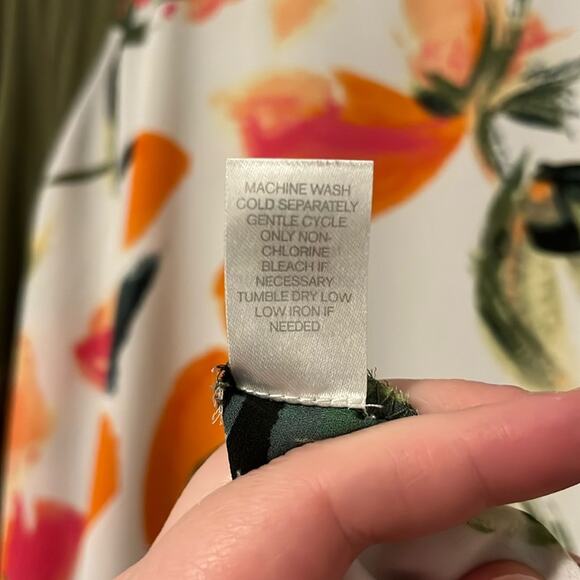 MACHINE WASH
COLD SEPARATELY
GENTLE CYCLE
ONLY NON-
CHLORINE
BLEACH IF
NECESSARY
TUMBLE DRY LOW
LOW IRON IF
NEEDED